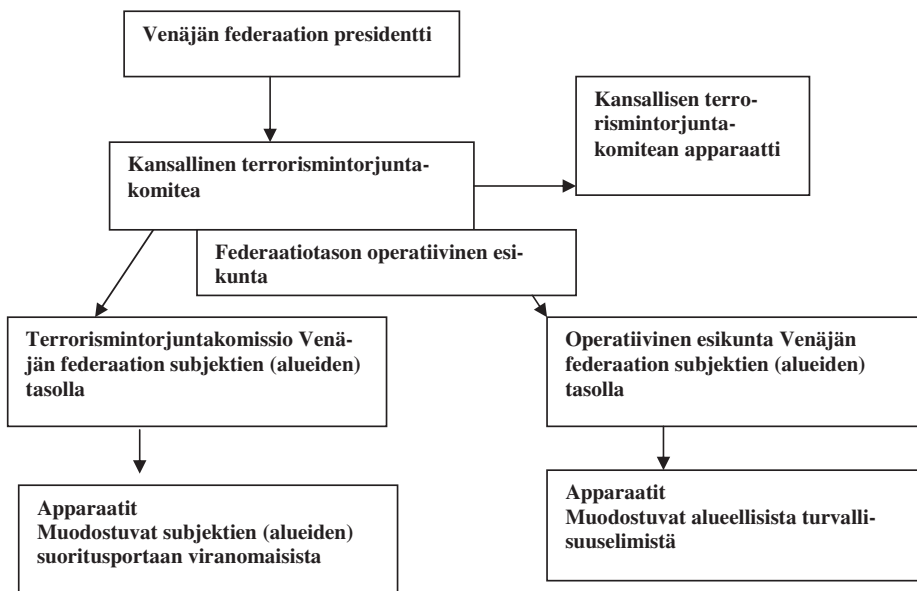 Venäjän federaation presidentti
Kansallisen terro-
rismintorjunta-
komitean apparaatti
Kansallinen terrorismintorjunta-
komitea
Federaatiotason operatiivinen esi-
kunta
Terrorismintorjuntakomissio Venä-
jän federaation subjektien (alueiden)
tasolla
Operatiivinen esikunta Venäjän
federaation subjektien (alueiden)
tasolla
Apparaatit
Muodostuvat subjektien (alueiden)
suoritusportaan viranomaisista
Apparaatit
Muodostuvat alueellisista turvalli-
suuselimistä